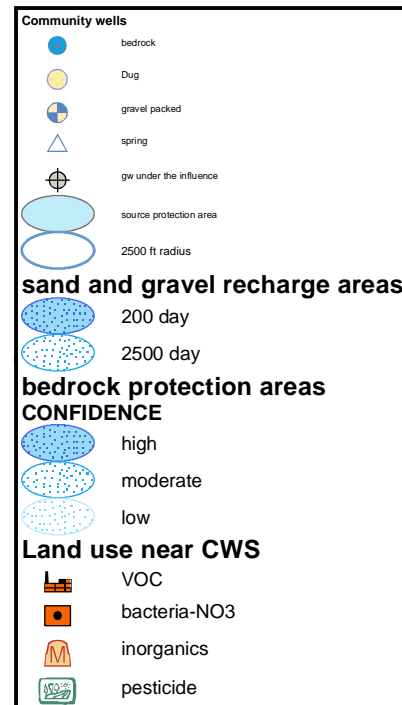 Community wells
bedrock
Dug
gravel packed
spring
gw under the influence
source protection area
2500 ft radius
sand and gravel recharge areas
200 day
2500 day
bedrock protection areas
CONFIDENCE
high
moderate
low
Land use near CWS
VOC
bacteria-NO3
M
inorganics
pesticide